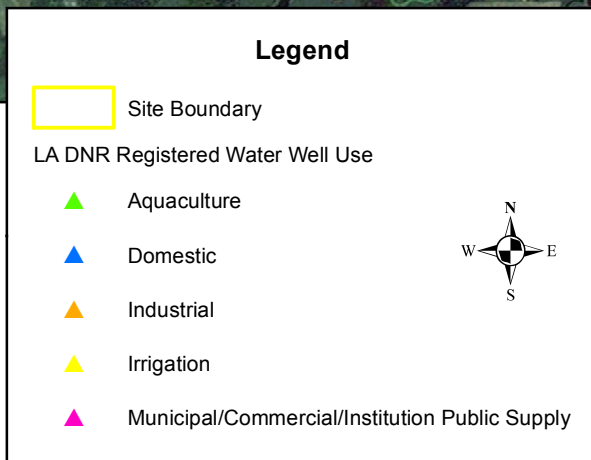 Legend
Site Boundary
LA DNR Registered Water Well Use
Aquaculture
Domestic
N
W E
S
Industrial
Irrigation
Municipal/Commercial/Institution Public Supply